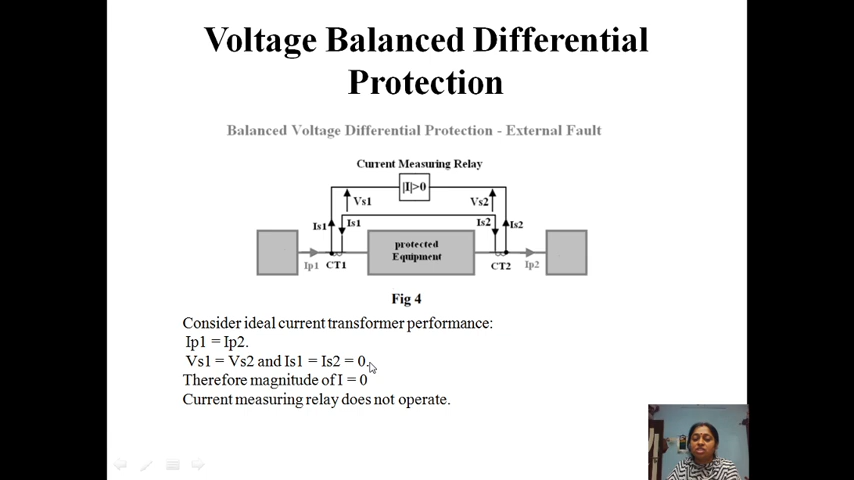 Voltage Balanced Differential
Protection
Balanced Voltage Differential Protection - External Fault
Current Measuring Relay
|I|>0
Vs1
Vs2
Is1
Is1
Is2
Is2
protected
Equipment
Ip1
CT1
CT2
Ip2
Fig 4
Consider ideal current transformer performance:
Ip1 = Ip2.
Vs1 = Vs2 and Is1 = Is2 = 0.
Therefore magnitude of I = 0
Current measuring relay does not operate.